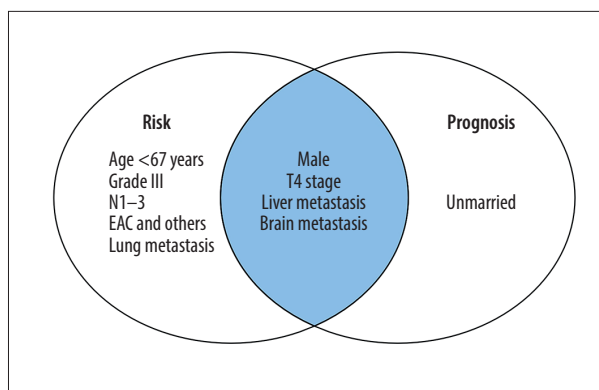 Risk
Age <67 years
Grade III
N1–3
EAC and others
Lung metastasis
Male
T4 stage
Liver metastasis
Brain metastasis
Prognosis
Unmarried